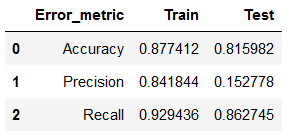 Error_metric Train Test
0 Accuracy 0.877412 0.815982
1 Precision 0.841844 0.152778
2 Recall 0.929436 0.862745